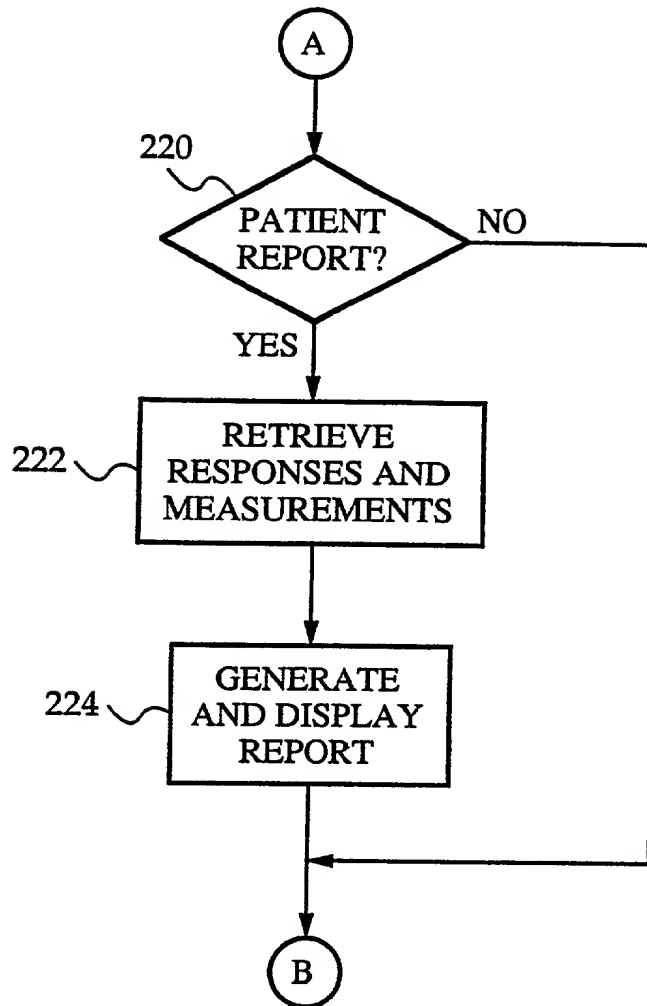 A
220
PATIENT
REPORT?
NO
YES
222
RETRIEVE
RESPONSES AND
MEASUREMENTS
224
GENERATE
AND DISPLAY
REPORT
B